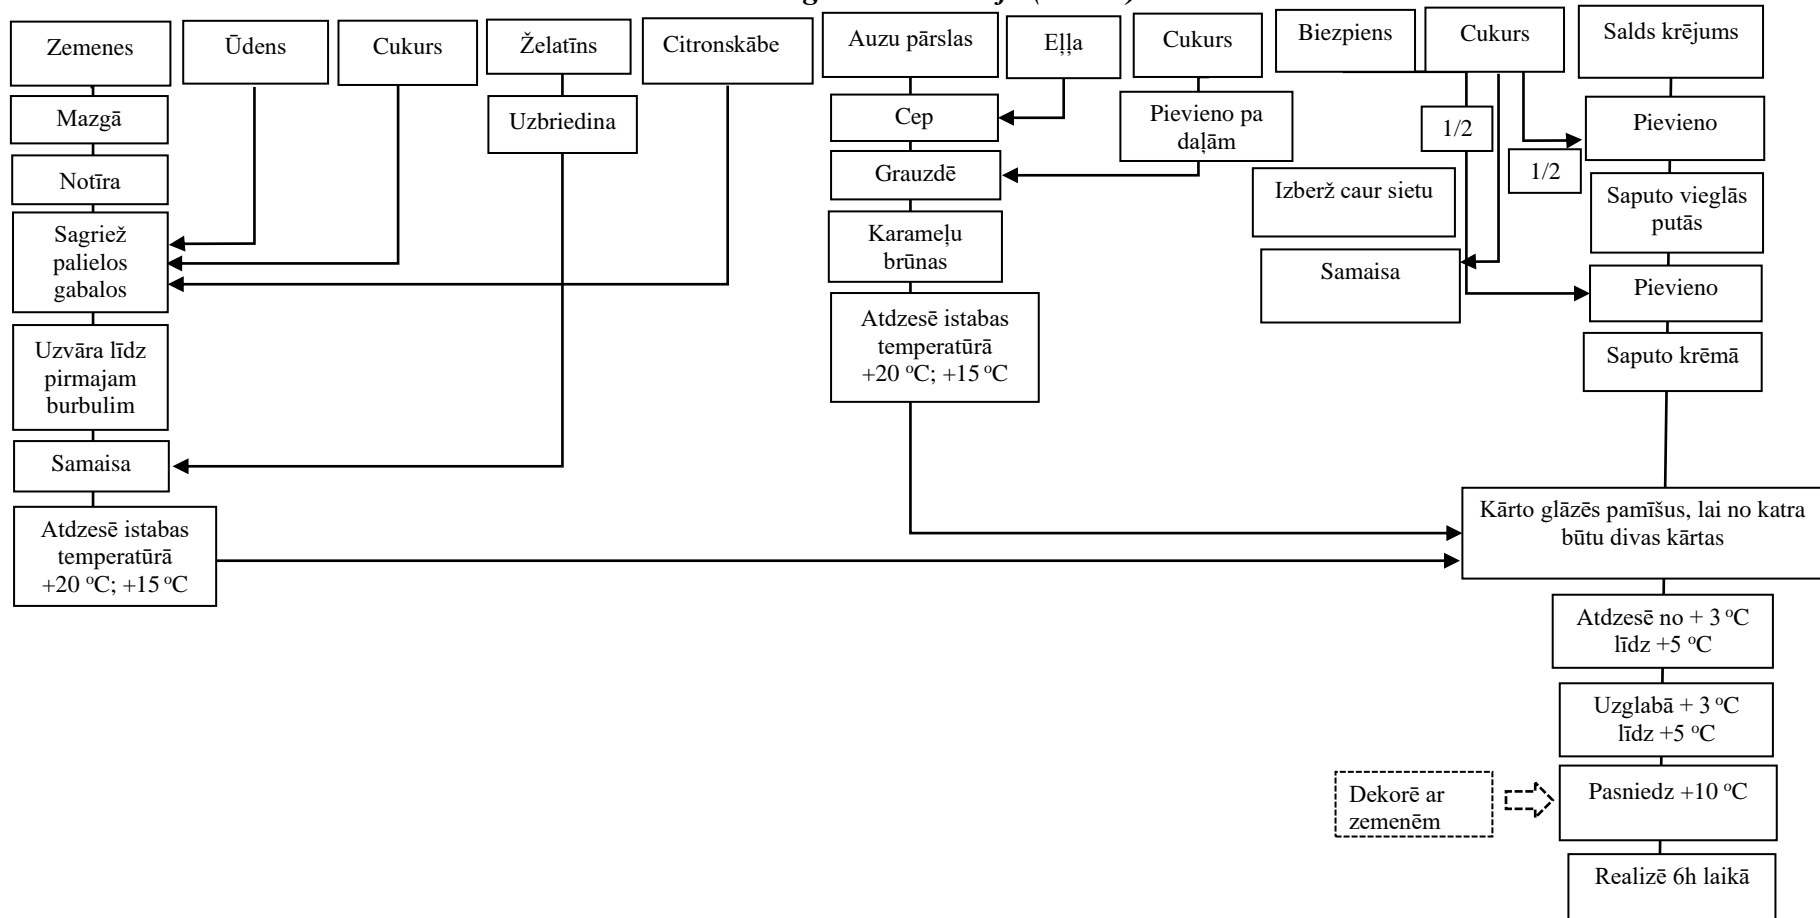 Zemenes
Ūdens
Cukurs
Želatīns
Citronskābe
Auzu pārslas
Eļļa
Cukurs
Biezpiens
Cukurs
Salds krējums
Mazgā
Uzbriedina
Cep
Pievieno pa
daļām
1/2
Pievieno
Notīra
Grauzdē
Izberž caur sietu
1/2
Saputo vieglās
putās
Sagriež
palielos
gabalos
Karameļu
brūnas
Samaisa
Pievieno
Uzvāra līdz
pirmajam
burbulim
Atdzesē istabas
temperatūrā
+20 ºC; +15 ºC
Saputo krēmā
Samaisa
Atdzesē istabas
temperatūrā
+20 ºC; +15 ºC
Kārto glāzēs pamīšus, lai no katra
būtu divas kārtas
Atdzesē no + 3 ºC
līdz +5 ºC
Uzglabā + 3 ºC
līdz +5 ºC
Dekorē ar
zemenēm
Pasniedz +10 ºC
Realizē 6h laikā